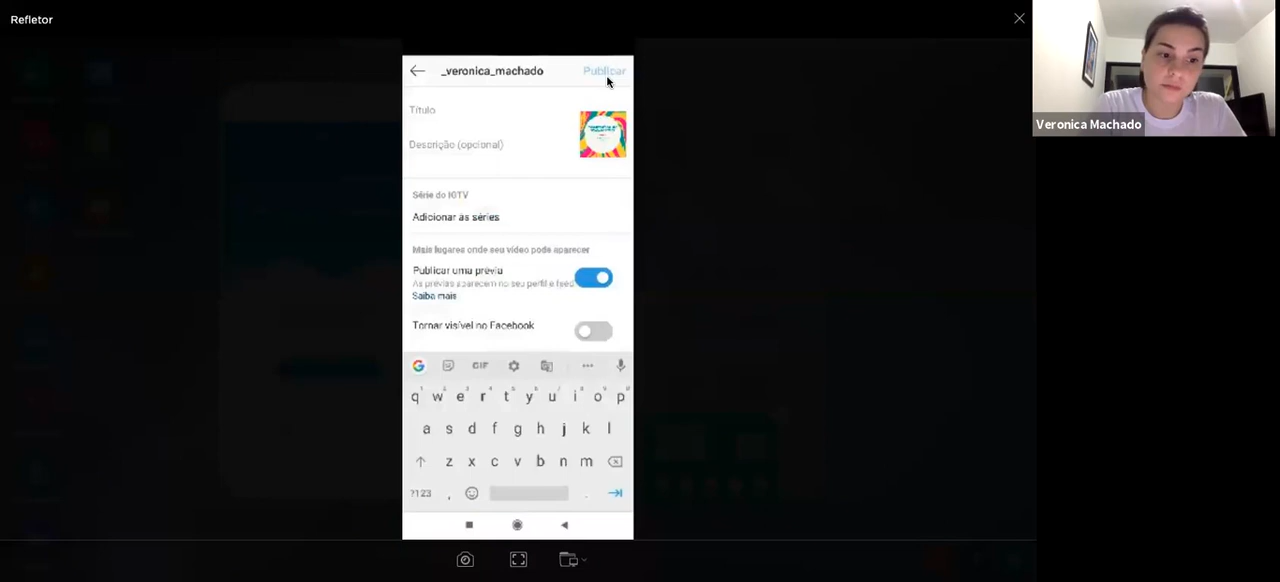 Refletor
Veronica Machado
_veronica_machado
Publicar
Título
Descrição (opcional)
Série do IGTV
Adicionar às séries
Mais lugares onde seu vídeo pode aparecer
Publicar uma prévia
As prévias aparecem no seu perfil e feed
Saiba mais
Tornar visível no Facebook
GIF
q w e r t y u i o p
a s d f g h j k l
z x c v b n m
?123 , .